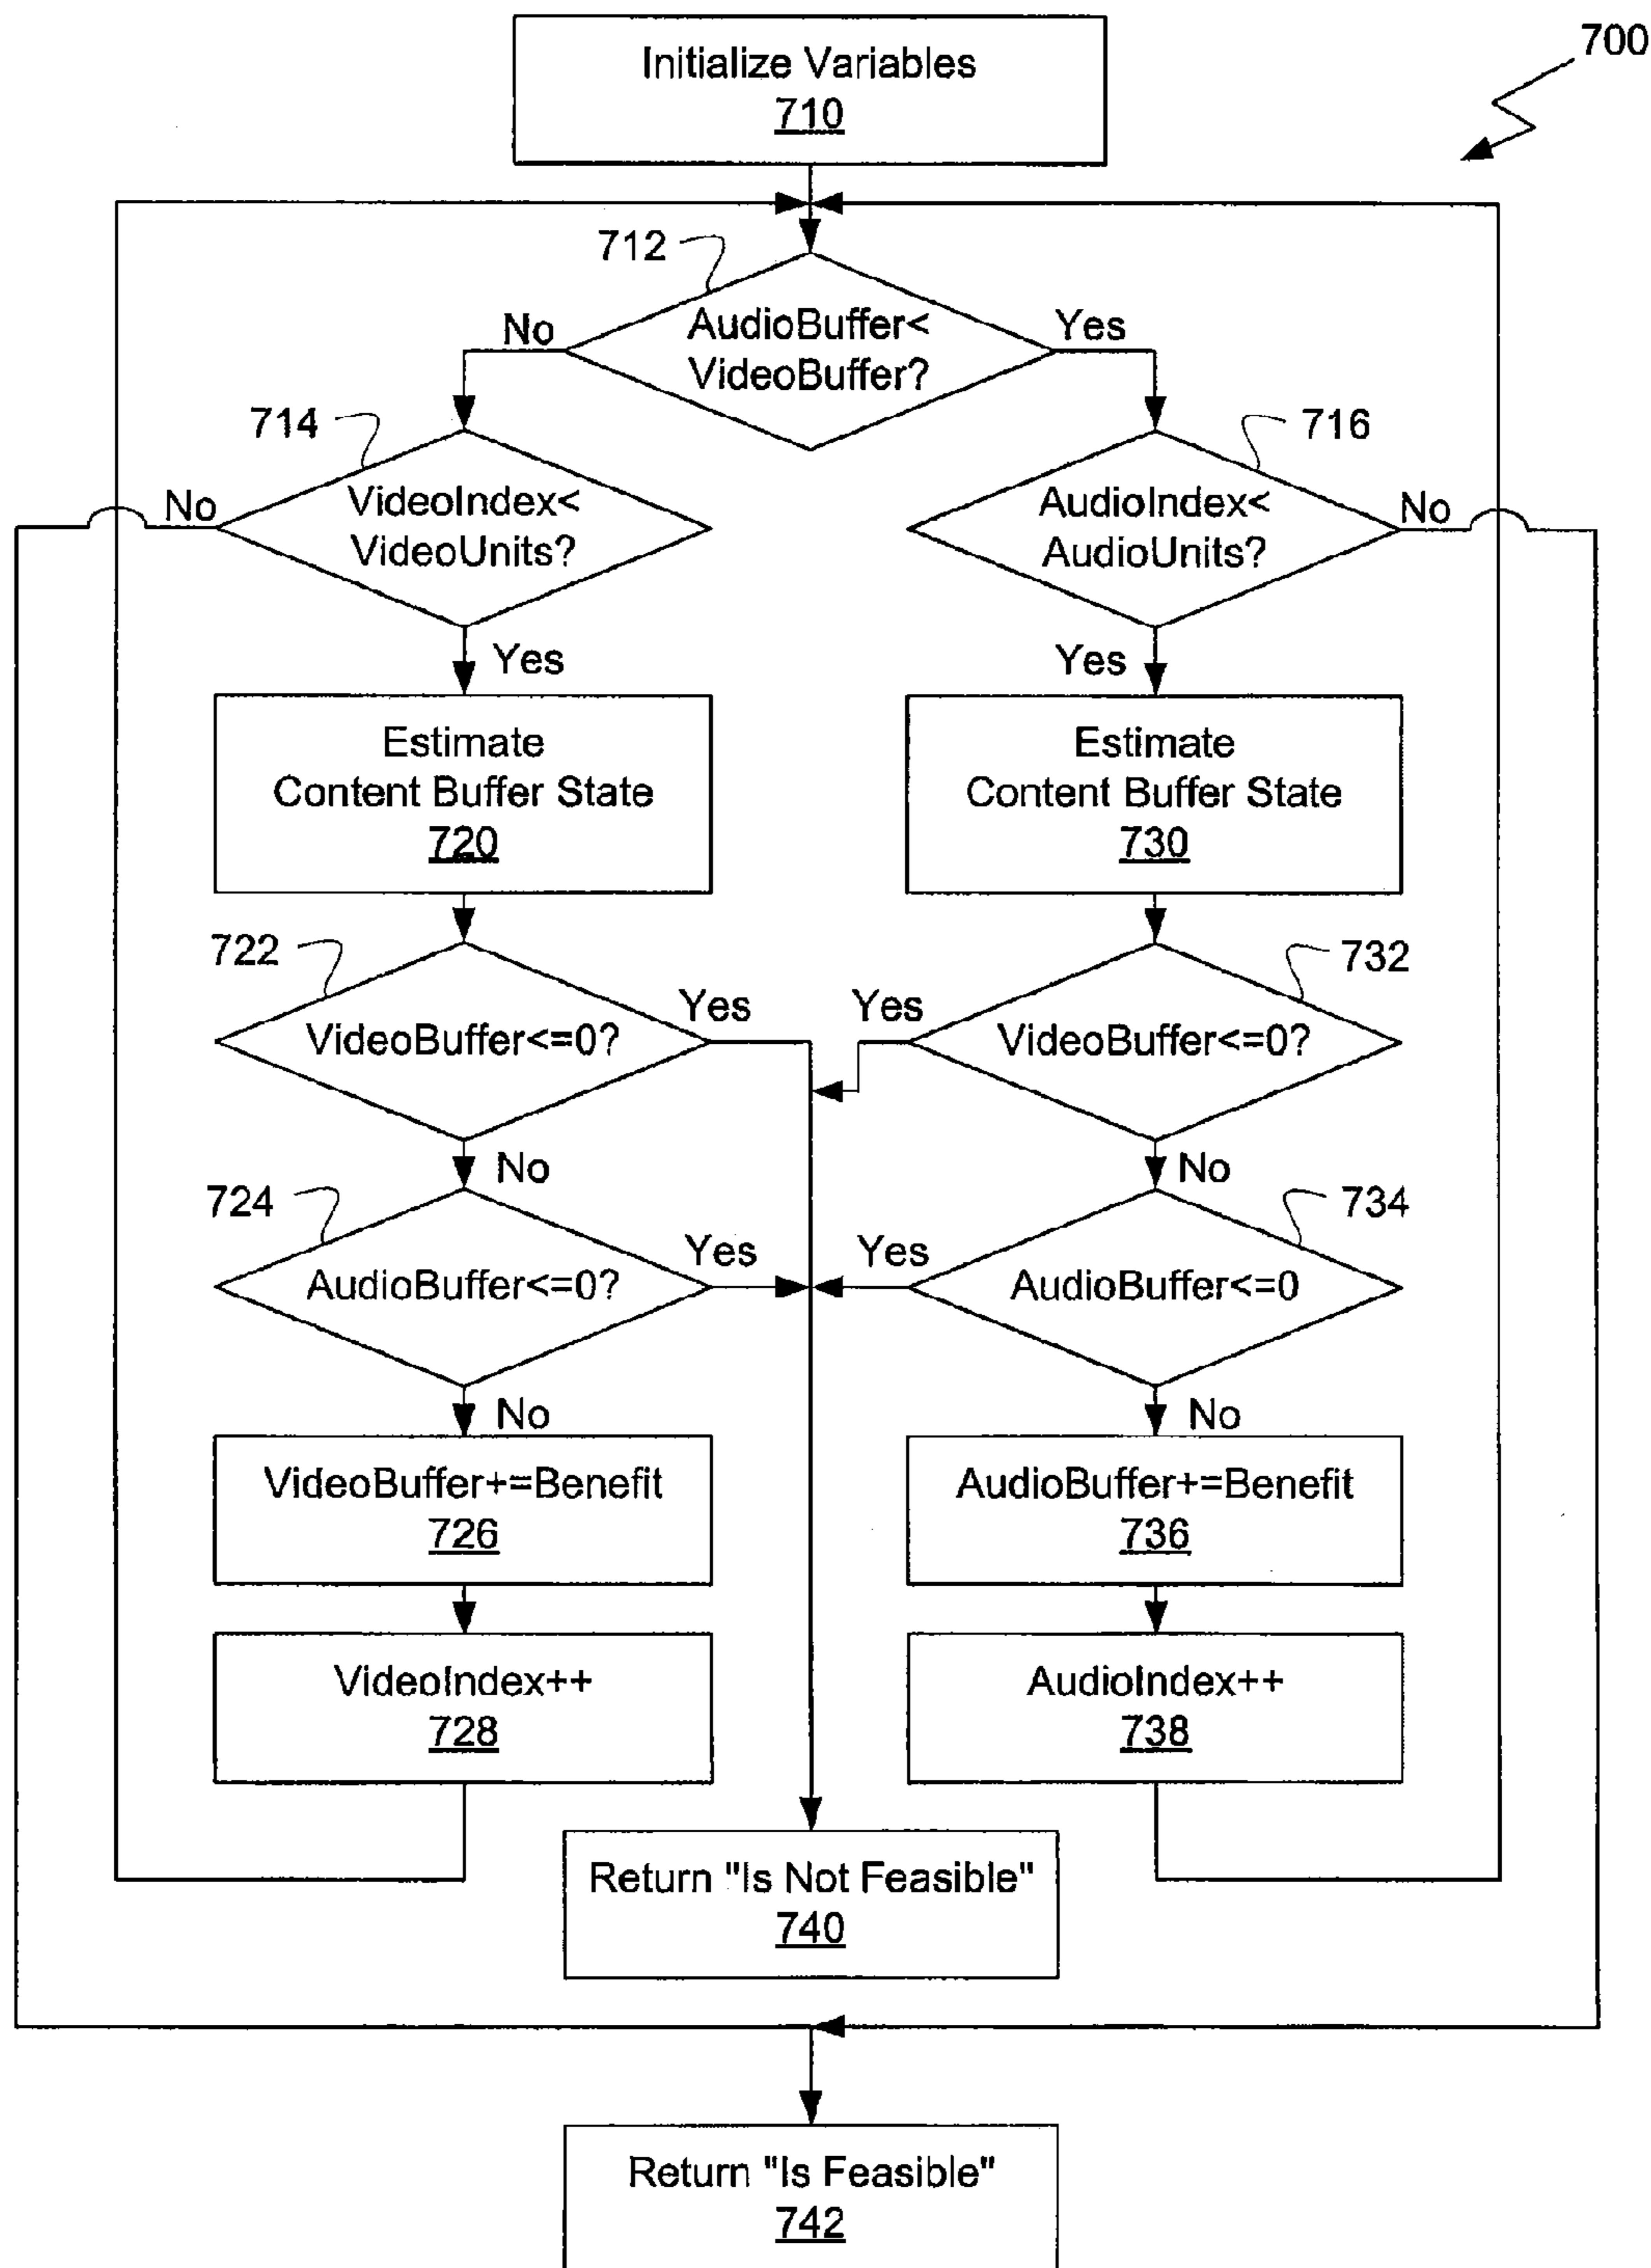 700
Initialize Variables
710
712
AudioBuffer<
VideoBuffer?
No
Yes
714
VideoIndex<
VideoUnits?
No
Yes
716
AudioIndex<
AudioUnits?
No
Yes
Estimate
Content Buffer State
720
Estimate
Content Buffer State
730
722
VideoBuffer<=0?
Yes
No
732
VideoBuffer<=0?
Yes
No
724
AudioBuffer<=0?
Yes
No
734
AudioBuffer<=0
Yes
No
VideoBuffer+=Benefit
726
AudioBuffer+=Benefit
736
VideoIndex++
728
AudioIndex++
738
Return "Is Not Feasible"
740
Return "Is Feasible"
742